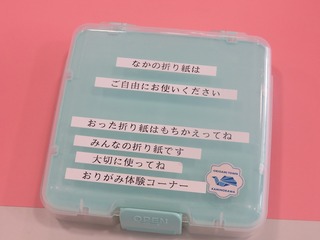 なかの折り紙は
ご自由にお使いください
おった折り紙はもちかえってね
みんなの折り紙です
大切に使ってね
おりがみ体験コーナー
OPEN